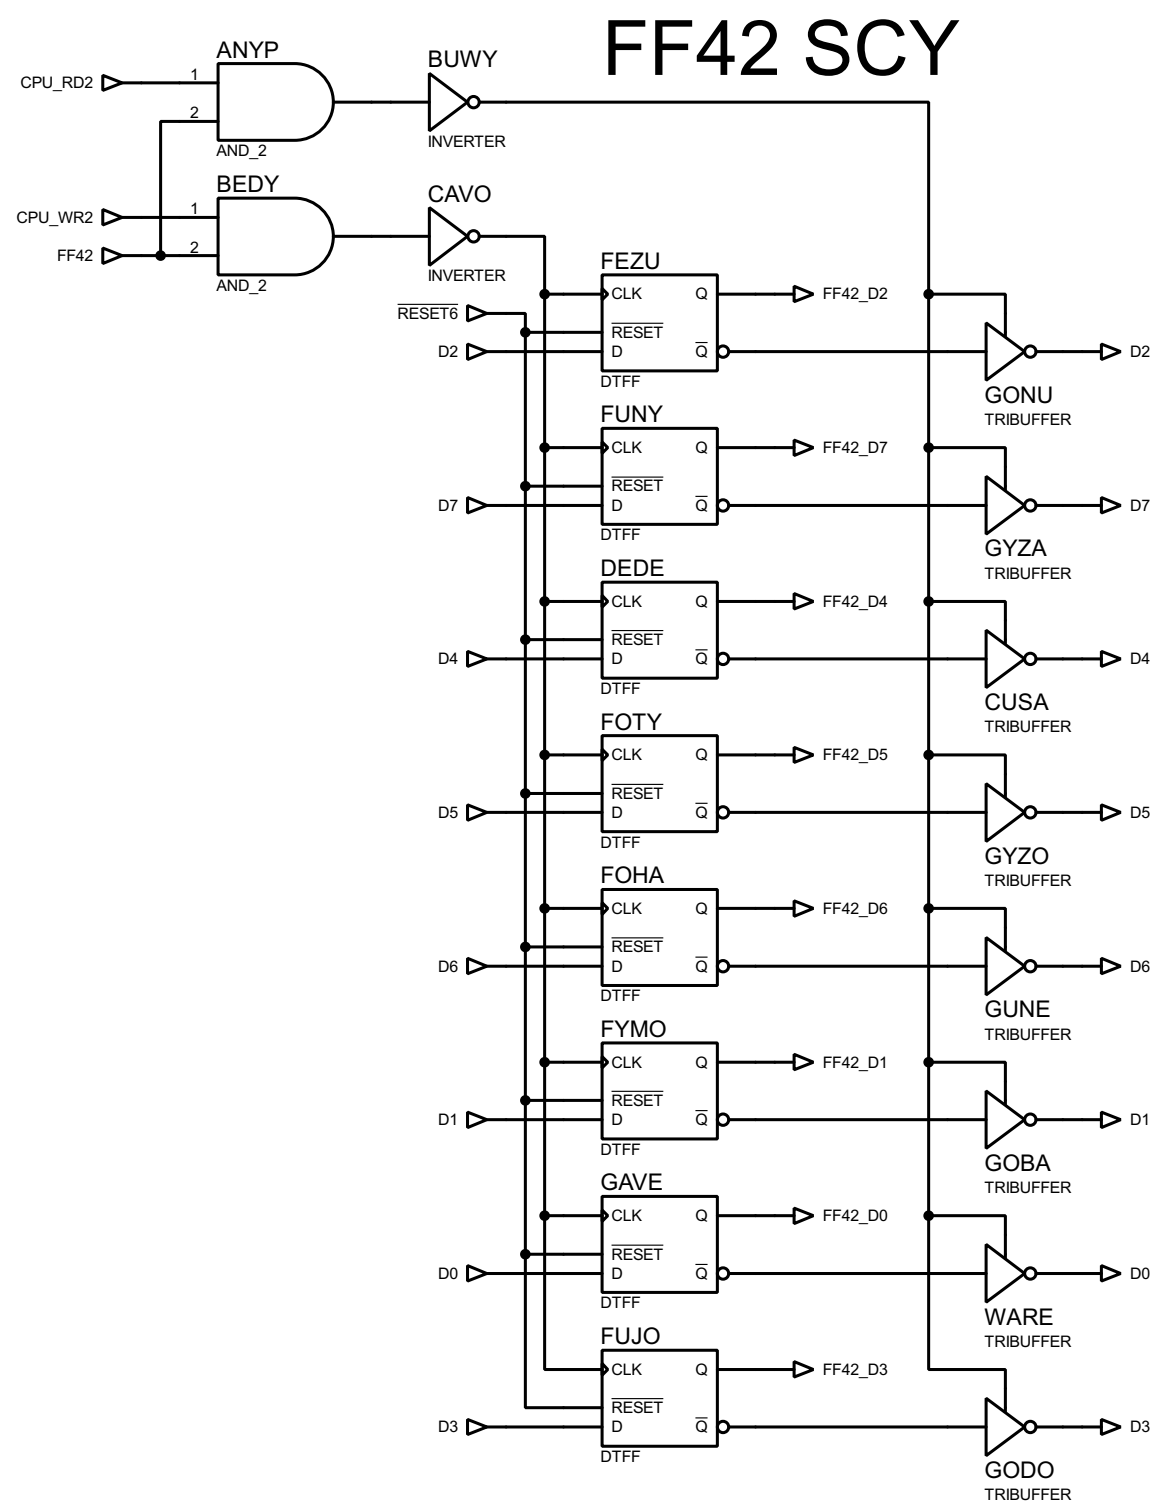 FF42 SCY
ANYP
CPU_RD2
1
2
AND_2
BUWY
INVERTER
BEDY
CPU_WR2
1
FF42
2
AND_2
CAVO
INVERTER
RESET6
FEZU
CLK Q FF42_D2
RESET
D2 D Q D2
DTFF
GONU
TRIBUFFER
FUNY
CLK Q FF42_D7
RESET
D7 D Q D7
DTFF
GYZA
TRIBUFFER
DEDE
CLK Q FF42_D4
RESET
D4 D Q D4
DTFF
CUSA
TRIBUFFER
FOTY
CLK Q FF42_D5
RESET
D5 D Q D5
DTFF
GYZO
TRIBUFFER
FOHA
CLK Q FF42_D6
RESET
D6 D Q D6
DTFF
GUNE
TRIBUFFER
FYMO
CLK Q FF42_D1
RESET
D1 D Q D1
DTFF
GOBA
TRIBUFFER
GAVE
CLK Q FF42_D0
RESET
D0 D Q D0
DTFF
WARE
TRIBUFFER
FUJO
CLK Q FF42_D3
RESET
D3 D Q D3
DTFF
GODO
TRIBUFFER